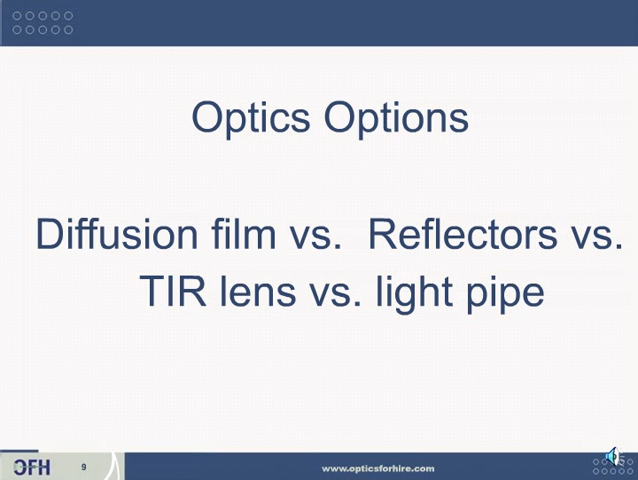 Optics Options
Diffusion film vs.  Reflectors vs.
TIR lens vs. light pipe
OFH
9
www.opticsforhire.com